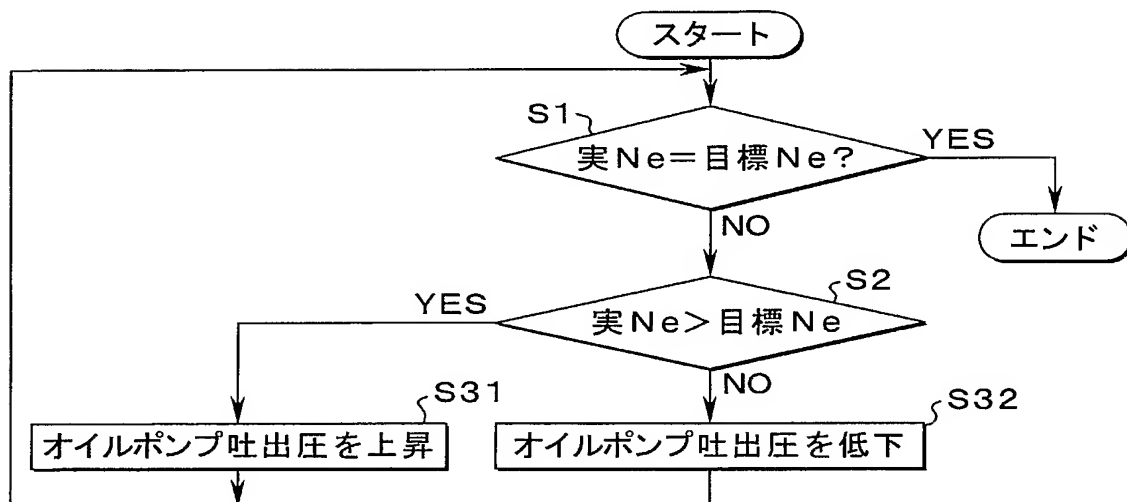 スタート
S1
実Ne=目標Ne?
YES
エンド
NO
S2
YES
実Ne>目標Ne
NO
S31
オイルポンプ吐出圧を上昇
S32
オイルポンプ吐出圧を低下